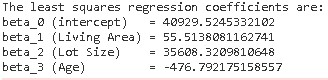 The least squares regression coefficients are:
beta_0 (intercept) = 40929.5245332102
beta_1 (Living Area) = 55.5138081162741
beta_2 (Lot Size) = 35608.3209810648
beta_3 (Age) = -476.792175158557